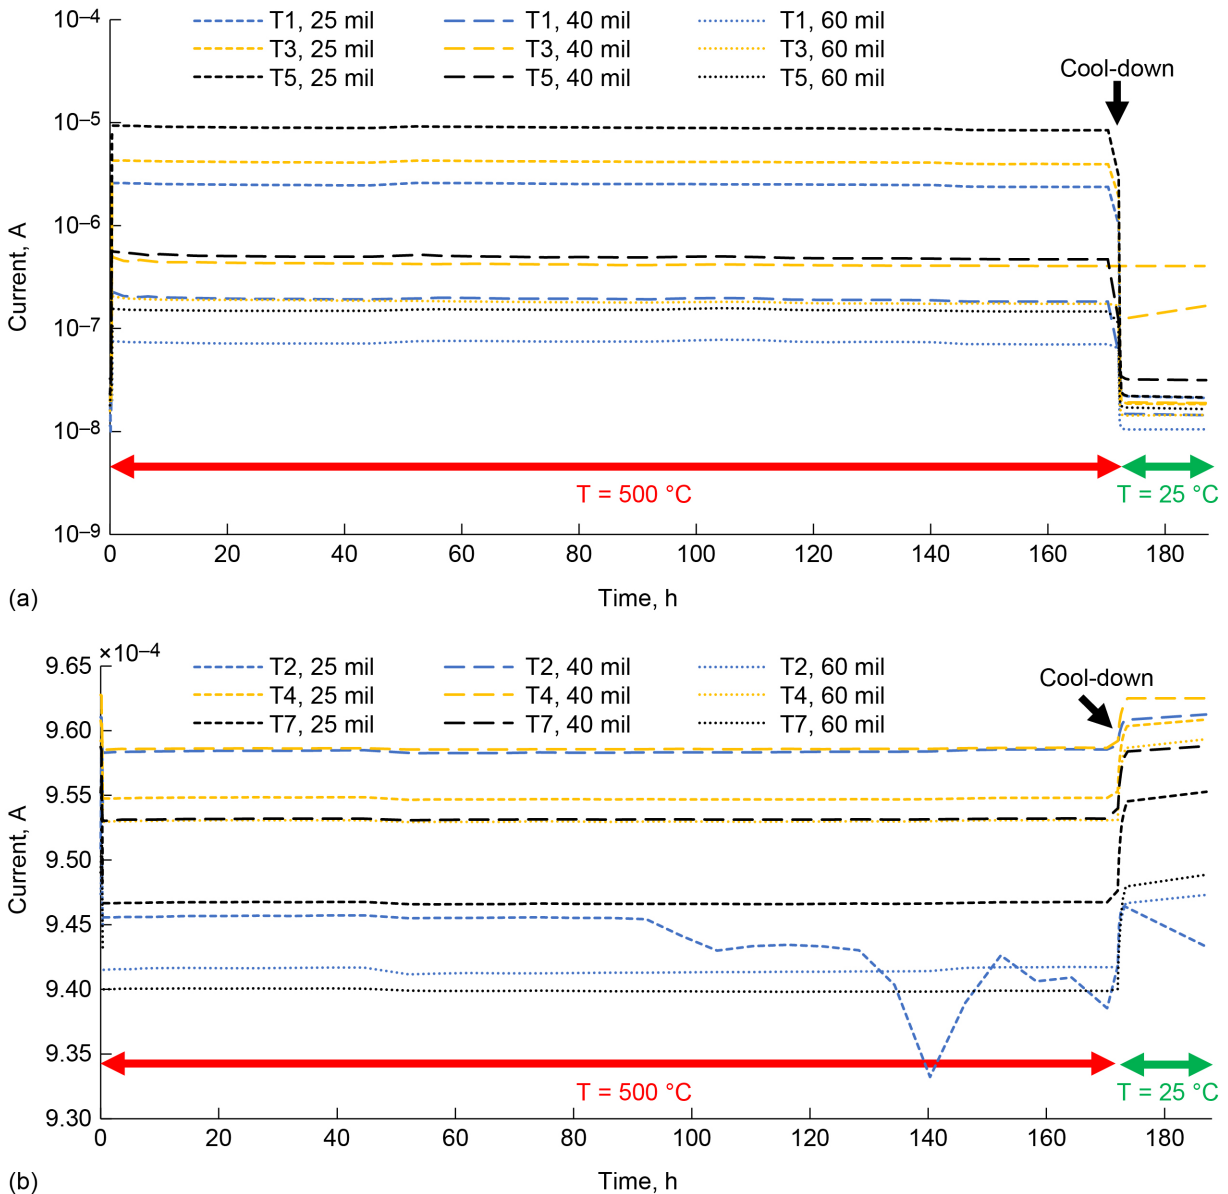 10–4
T1, 25 mil T1, 40 mil T1, 60 mil
T3, 25 mil T3, 40 mil T3, 60 mil
T5, 25 mil T5, 40 mil T5, 60 mil
Cool-down
10–5
10–6
Current, A
10–7
10–8
T = 500 °C T = 25 °C
10–9
0 20 40 60 80 100 120 140 160 180
(a) Time, h
×10–4
9.65
T2, 25 mil T2, 40 mil T2, 60 mil
T4, 25 mil T4, 40 mil T4, 60 mil
T7, 25 mil T7, 40 mil T7, 60 mil
Cool-down
9.60
9.55
Current, A
9.50
9.45
9.40
9.35
T = 500 °C T = 25 °C
9.30
0 20 40 60 80 100 120 140 160 180
(b) Time, h